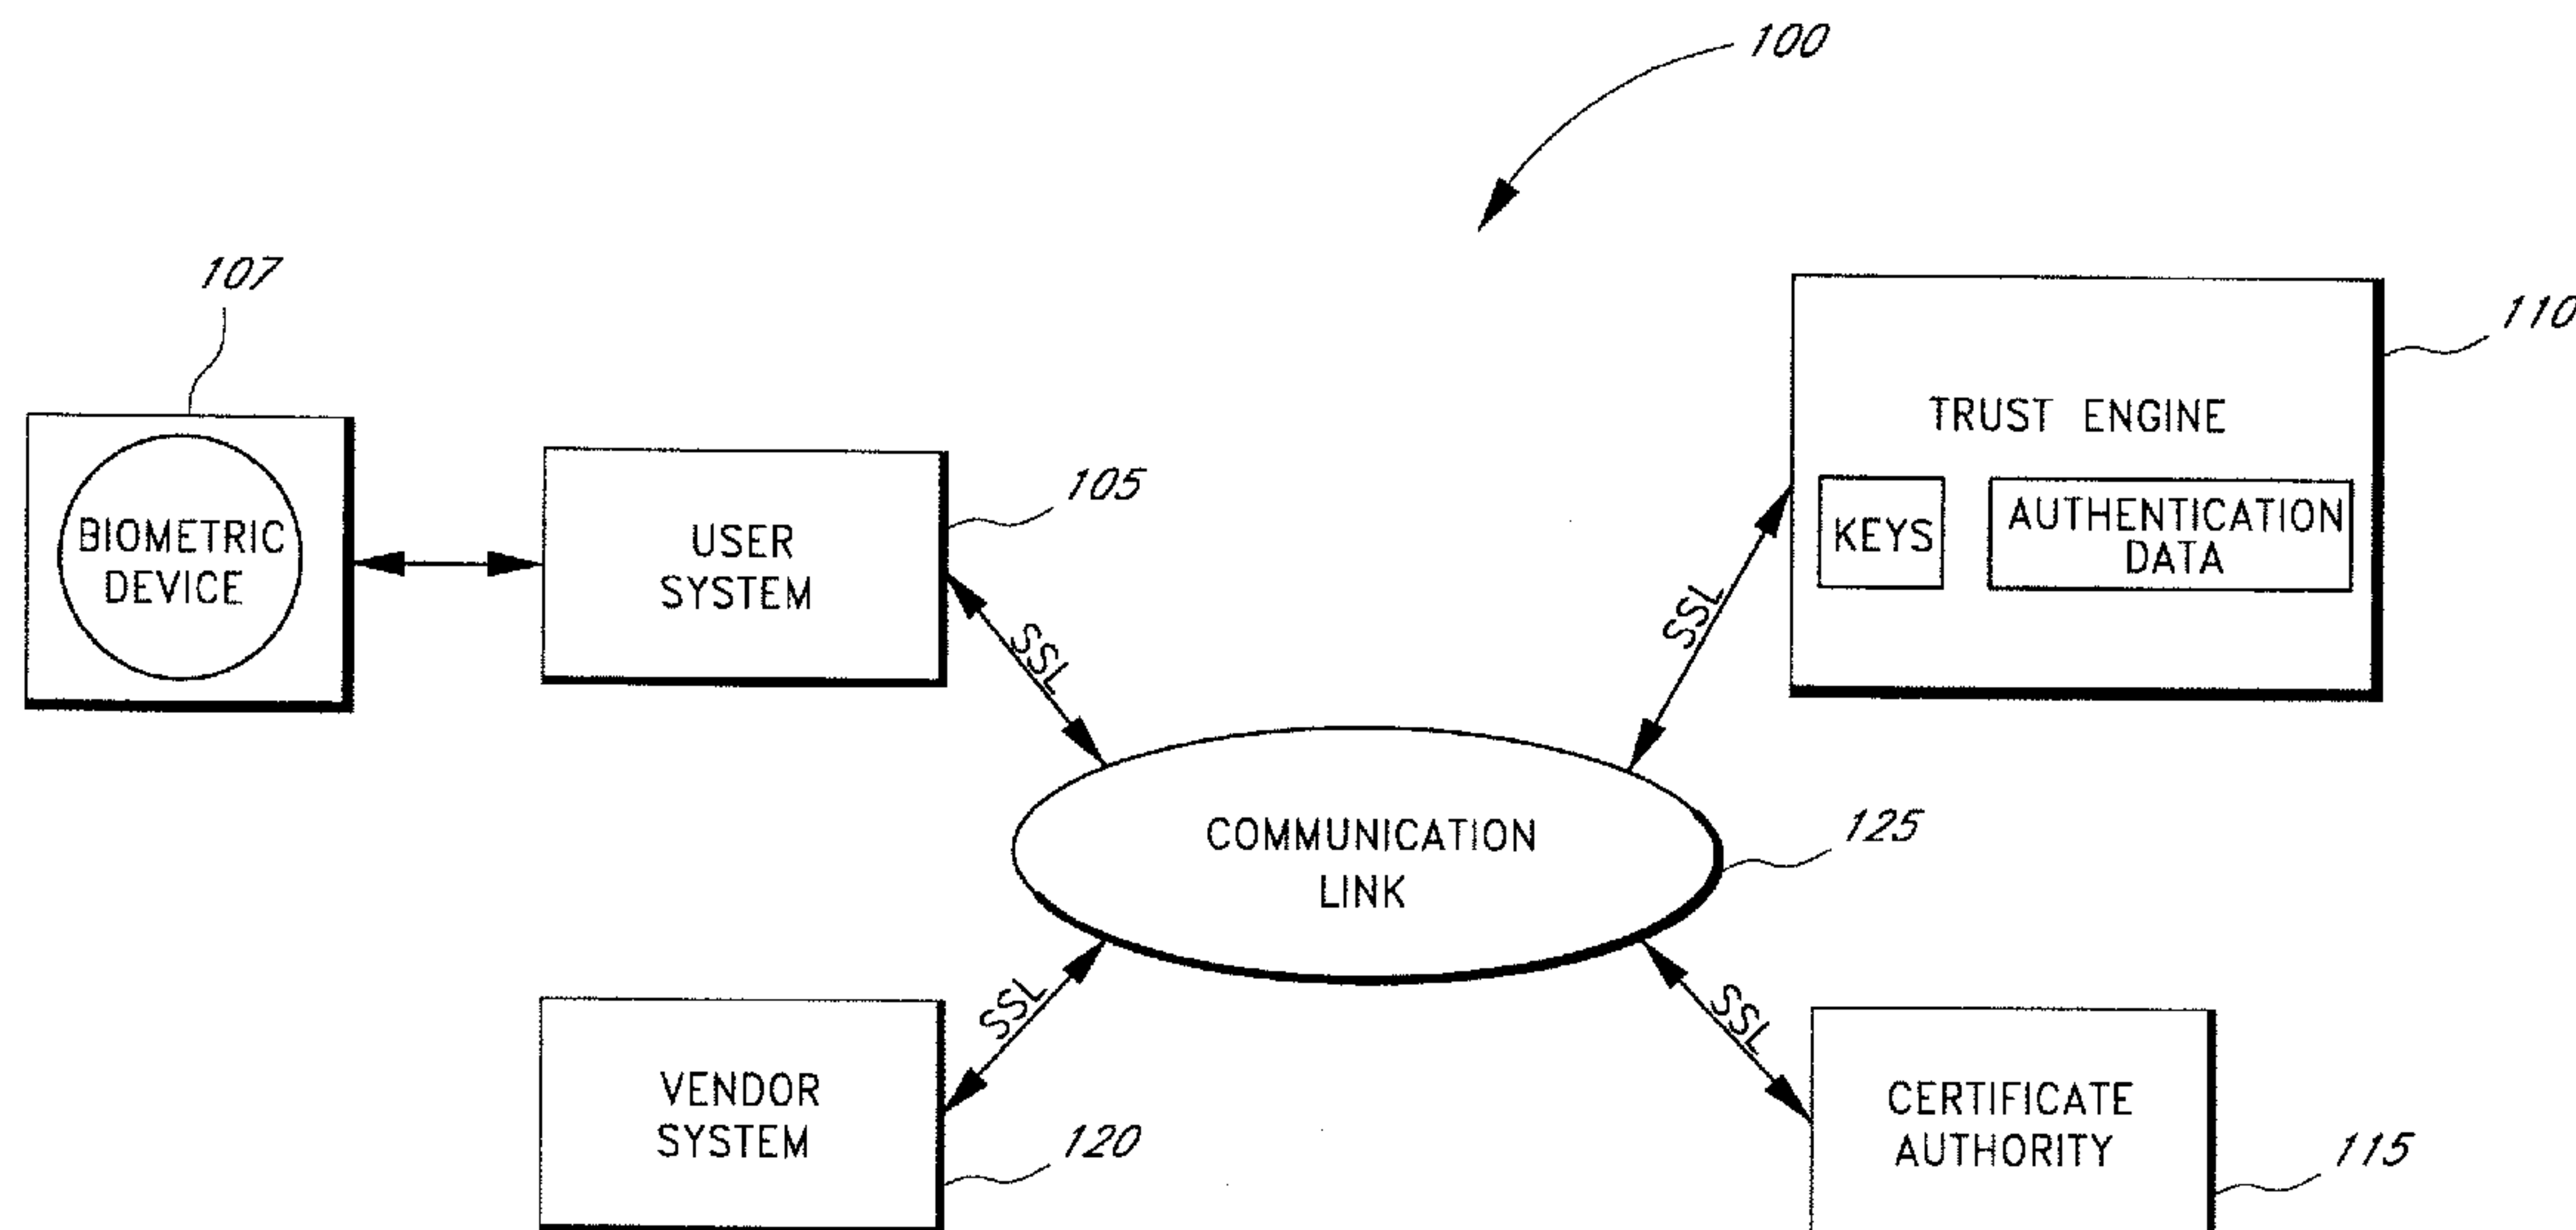 100
107
110
TRUST ENGINE
KEYS
AUTHENTICATION
DATA
BIOMETRIC
DEVICE
USER
SYSTEM
105
SSL
SSL
COMMUNICATION
LINK
125
SSL
SSL
VENDOR
SYSTEM
120
CERTIFICATE
AUTHORITY
115